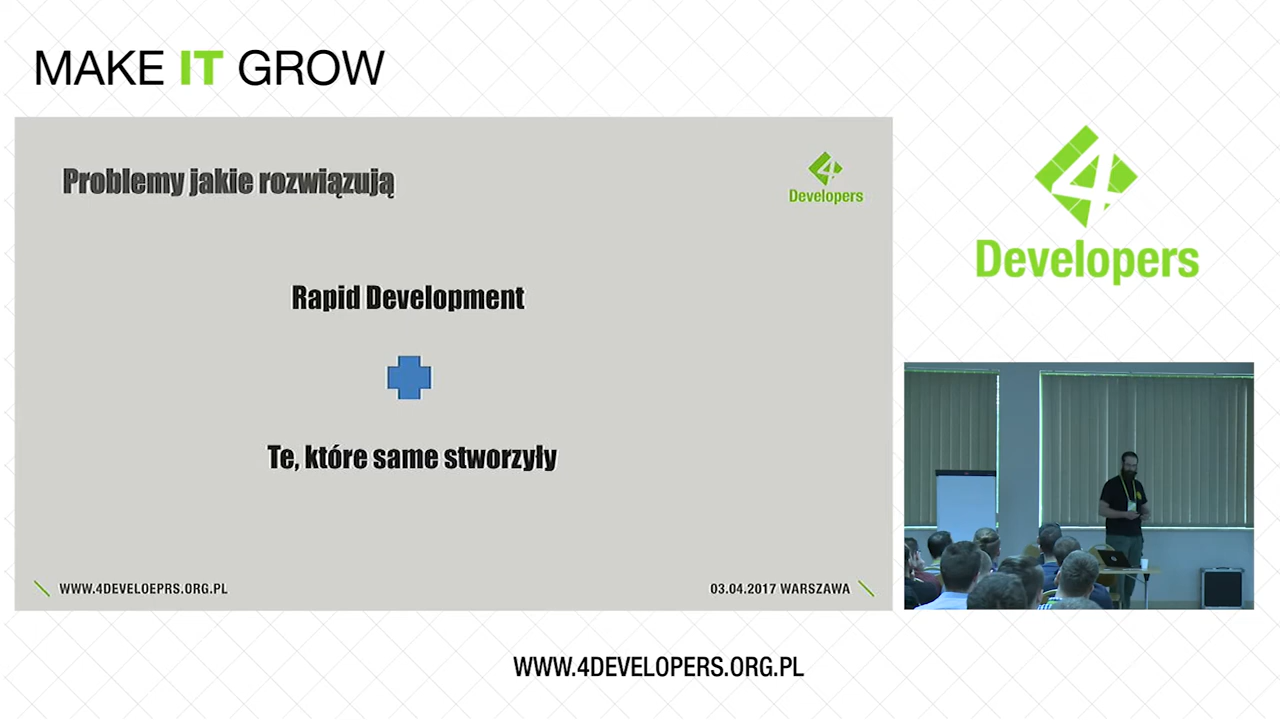 MAKE IT GROW
Problemy jakie rozwiązują
4
Developers
Rapid Development
Te, które same stworzyły
WWW.4DEVELOEPRS.ORG.PL
03.04.2017 WARSZAWA
4
Developers
WWW.4DEVELOPERS.ORG.PL